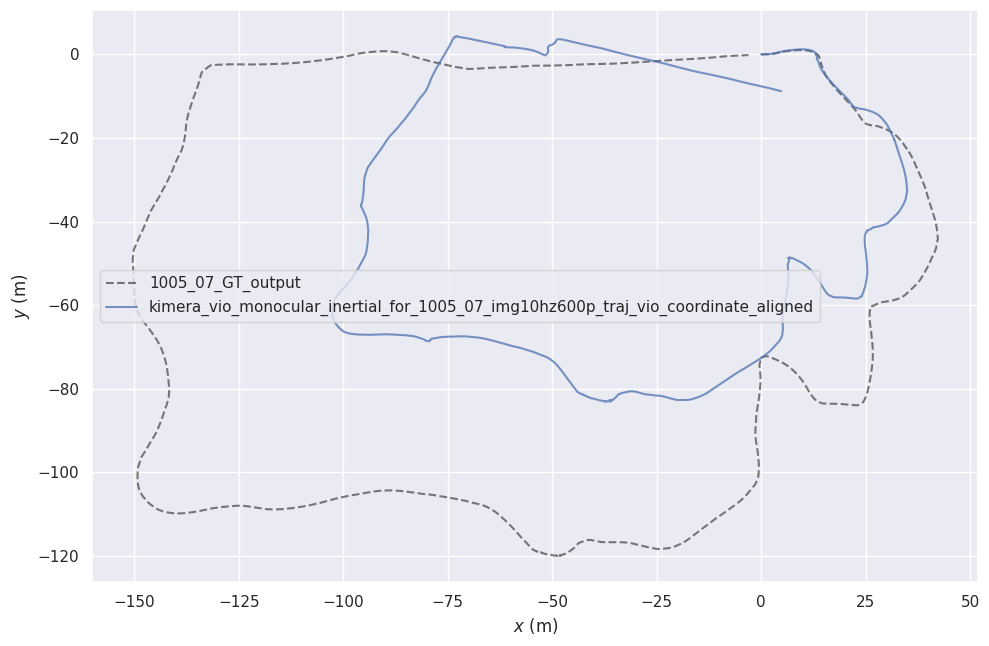 0
−20
−40
−60
−80
−100
−120
y (m)
1005_07_GT_output
kimera_vio_monocular_inertial_for_1005_07_img10hz600p_traj_vio_coordinate_aligned
−150 −125 −100 −75 −50 −25 0 25 50
x (m)